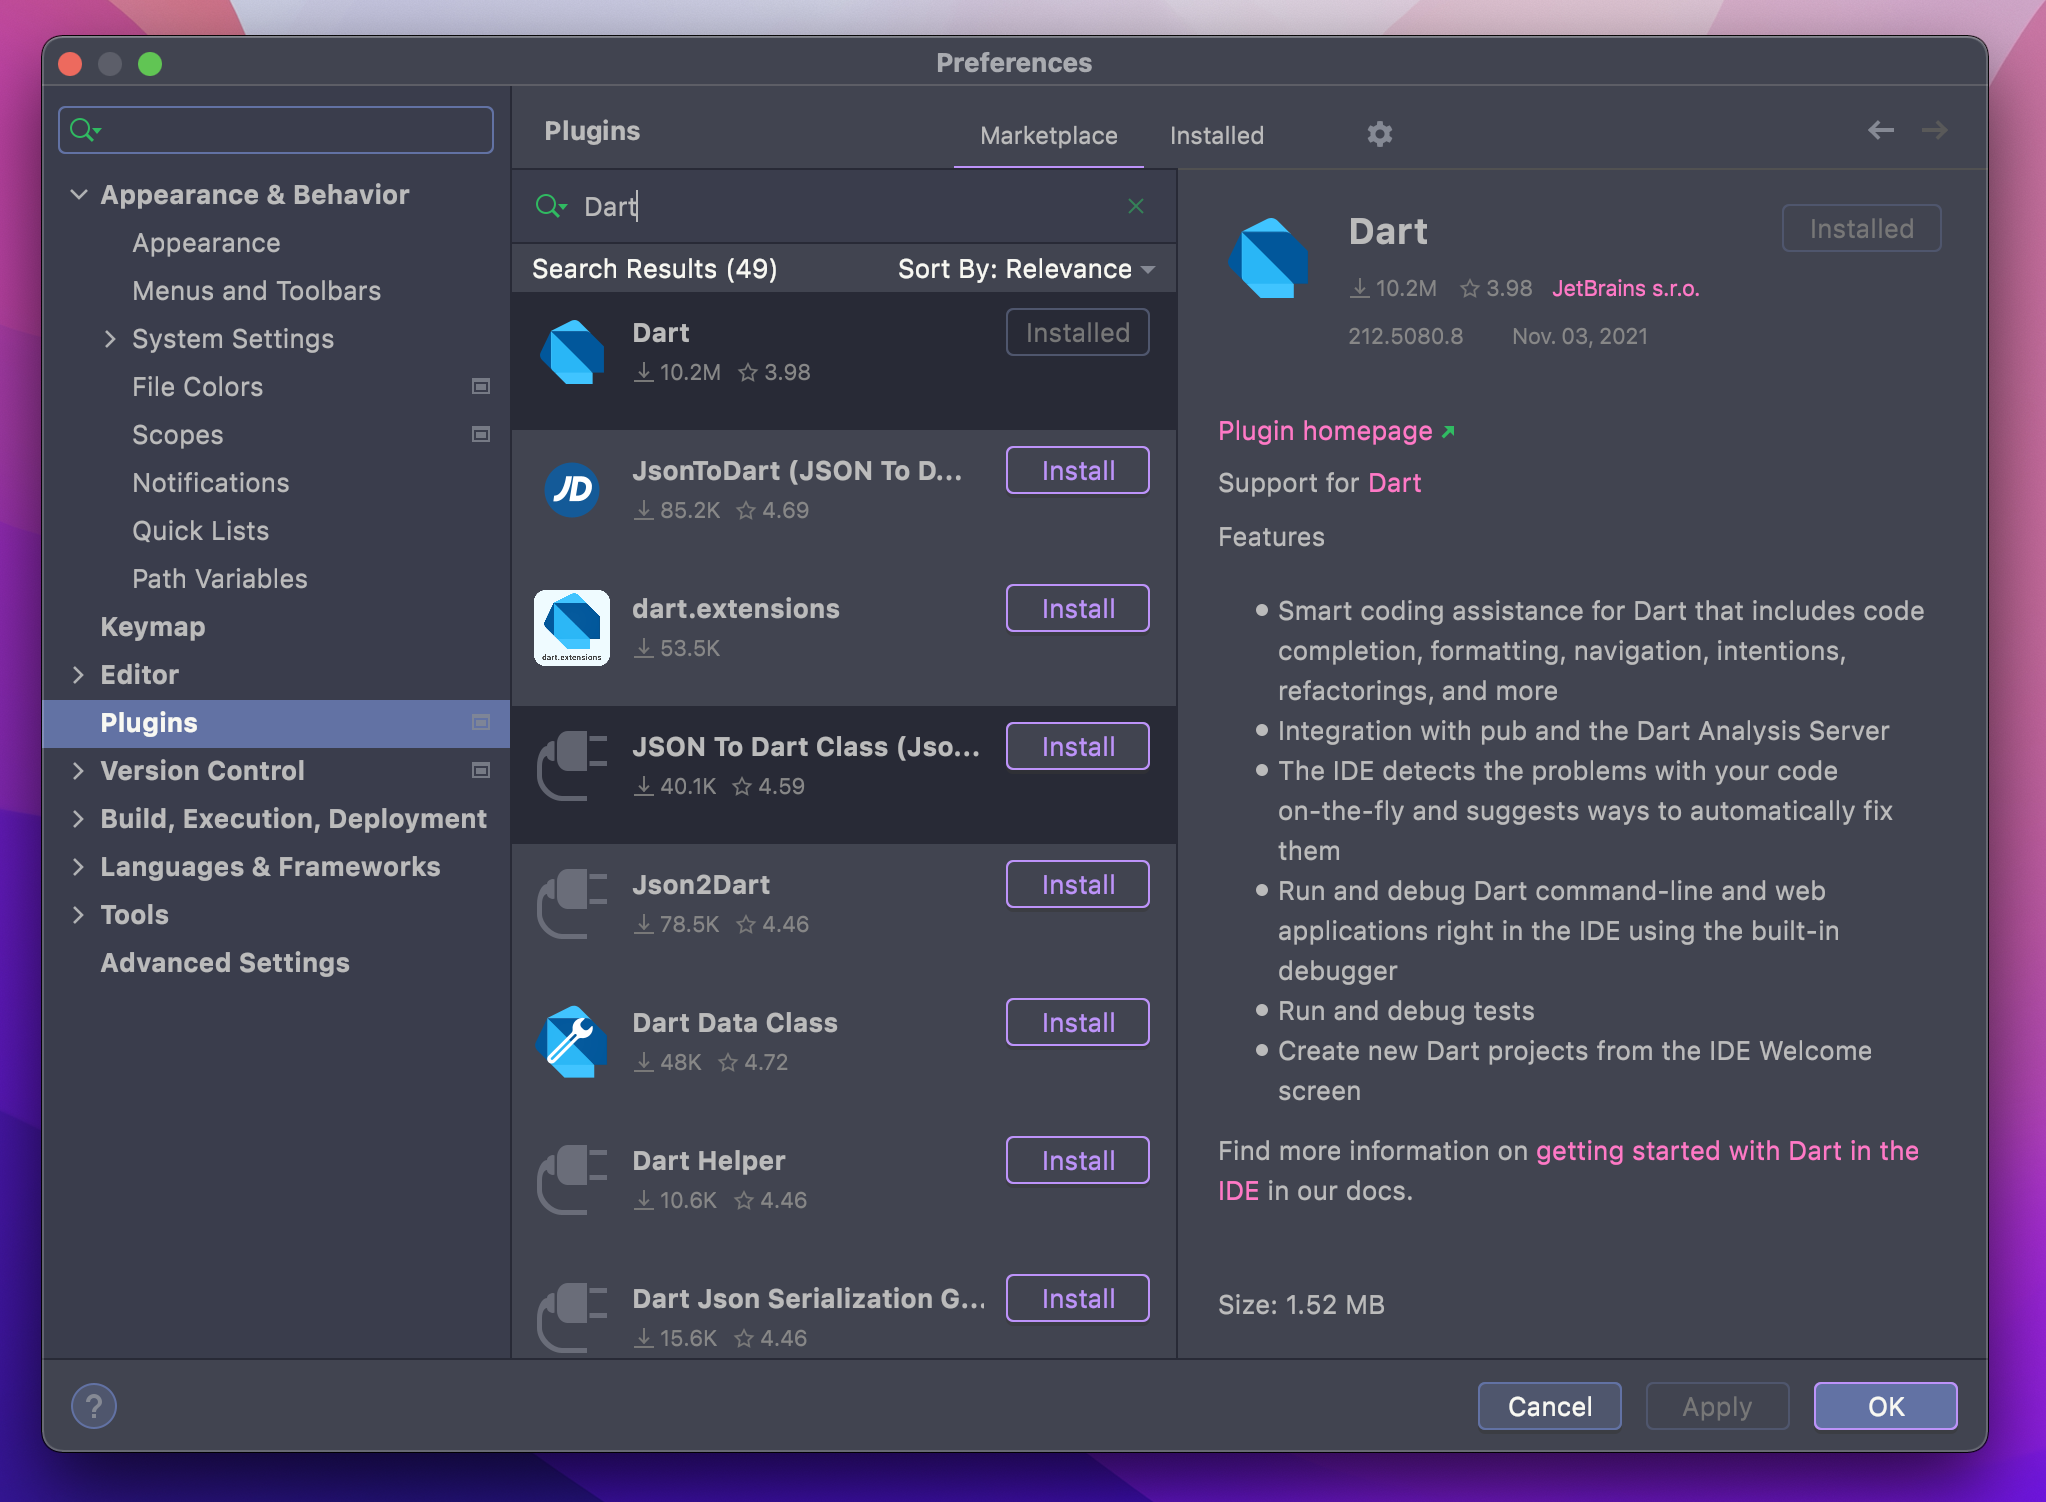 Preferences
Appearance & Behavior
Appearance
Menus and Toolbars
System Settings
File Colors
Scopes
Notifications
Quick Lists
Path Variables
Keymap
Editor
Plugins
Version Control
Build, Execution, Deployment
Languages & Frameworks
Tools
Advanced Settings
Plugins
Marketplace
Installed
Dart
Search Results (49)
Sort By: Relevance
Dart
Installed
10.2M 3.98
JD
JsonToDart (JSON To D...
Install
85.2K 4.69
dart.extensions
dart.extensions
Install
53.5K
JSON To Dart Class (Jso...
Install
40.1K 4.59
Json2Dart
Install
78.5K 4.46
Dart Data Class
Install
48K 4.72
Dart Helper
Install
10.6K 4.46
Dart Json Serialization G...
Install
15.6K 4.46
Dart
Installed
10.2M 3.98 JetBrains s.r.o.
212.5080.8 Nov. 03, 2021
Plugin homepage
Support for Dart
Features
Smart coding assistance for Dart that includes code
completion, formatting, navigation, intentions,
refactorings, and more
Integration with pub and the Dart Analysis Server
The IDE detects the problems with your code
on-the-fly and suggests ways to automatically fix
them
Run and debug Dart command-line and web
applications right in the IDE using the built-in
debugger
Run and debug tests
Create new Dart projects from the IDE Welcome
screen
Find more information on getting started with Dart in the
IDE in our docs.
Size: 1.52 MB
?
Cancel
Apply
OK